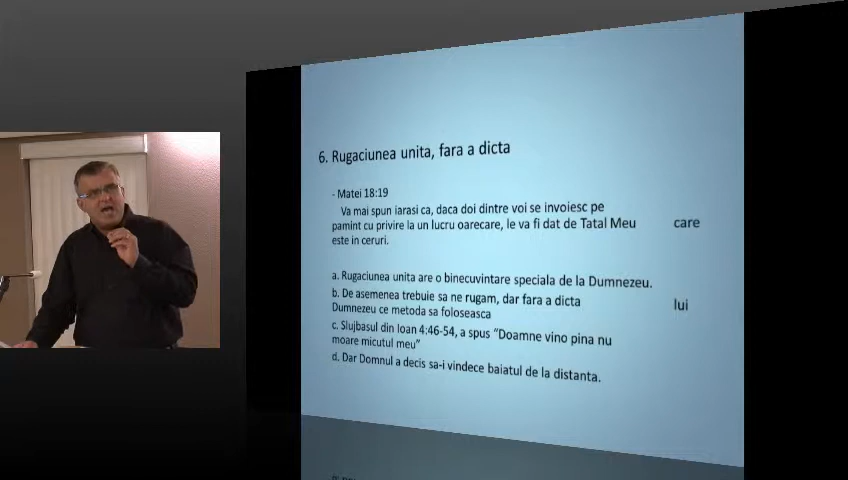 6. Rugaciunea unita, fara a dicta
- Matei 18:19
Va mai spun iarasi ca, daca doi dintre voi se invoiesc pe
pamint cu privire la un lucru oarecare, le va fi dat de Tatal Meu care
este in ceruri.
a. Rugaciunea unita are o binecuvintare speciala de la Dumnezeu.
b. De asemenea trebuie sa ne rugam, dar fara a dicta lui
Dumnezeu ce metoda sa foloseasca
c. Slujbasul din Ioan 4:46-54, a spus “Doamne vino pina nu
moare micutul meu”
d. Dar Domnul a decis sa-i vindece baiatul de la distanta.